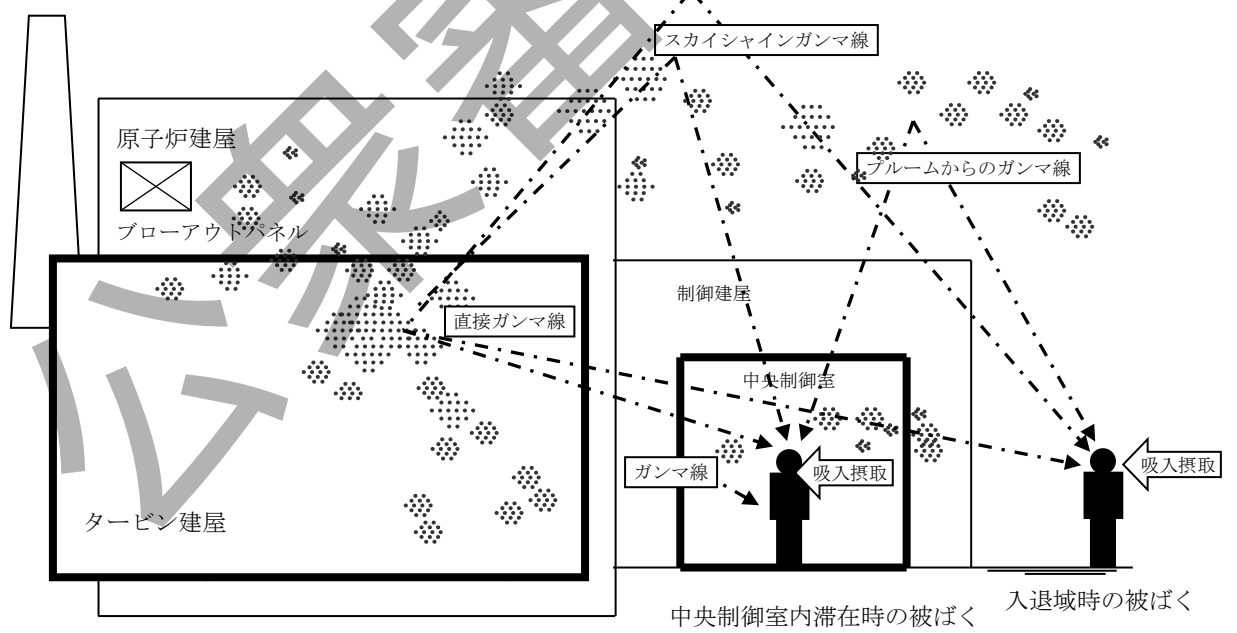 スカイシャインガンマ線
原子炉建屋
プルームからのガンマ線
ブローアウトパネル
制御建屋
直接ガンマ線
中央制御室
ガンマ線
吸入摂取
吸入摂取
タービン建屋
中央制御室内滞在時の被ばく
入退域時の被ばく